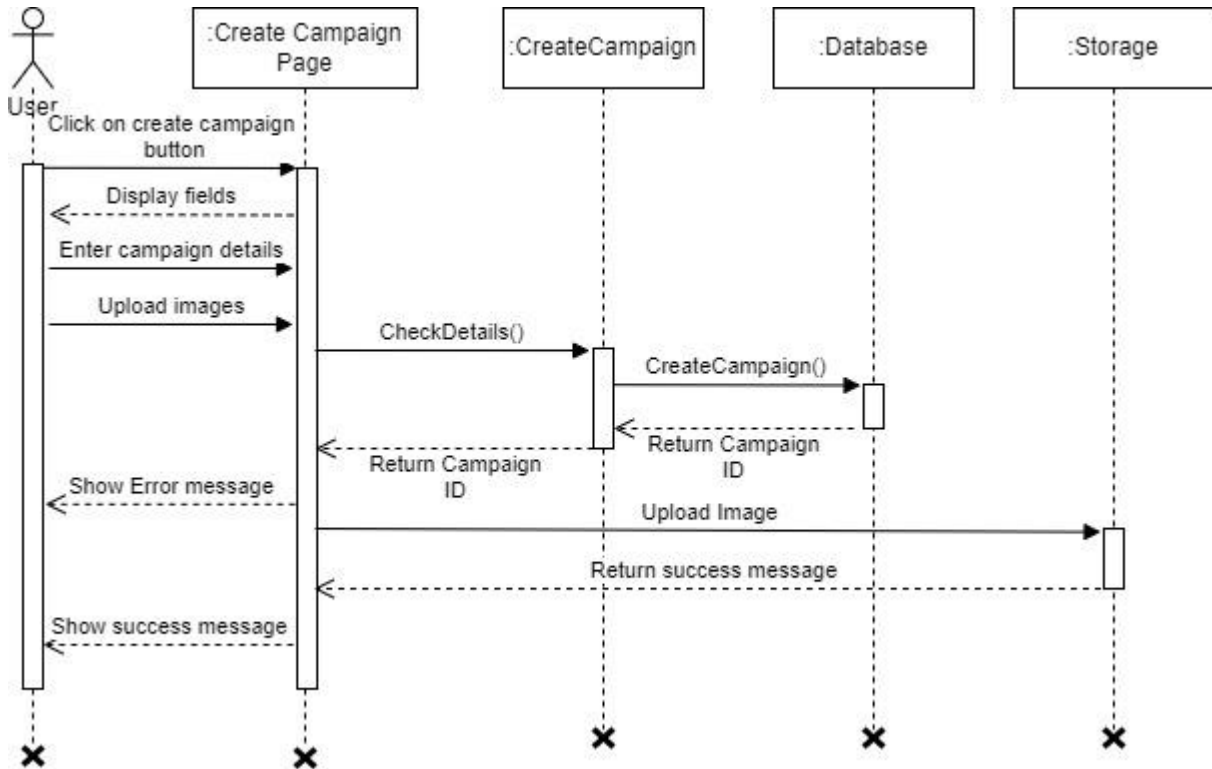 :Create Campaign
Page
:CreateCampaign
:Database
:Storage
User
Click on create campaign
button
Display fields
Enter campaign details
Upload images
CheckDetails()
CreateCampaign()
Return Campaign
ID
Return Campaign
ID
Show Error message
Upload Image
Return success message
Show success message